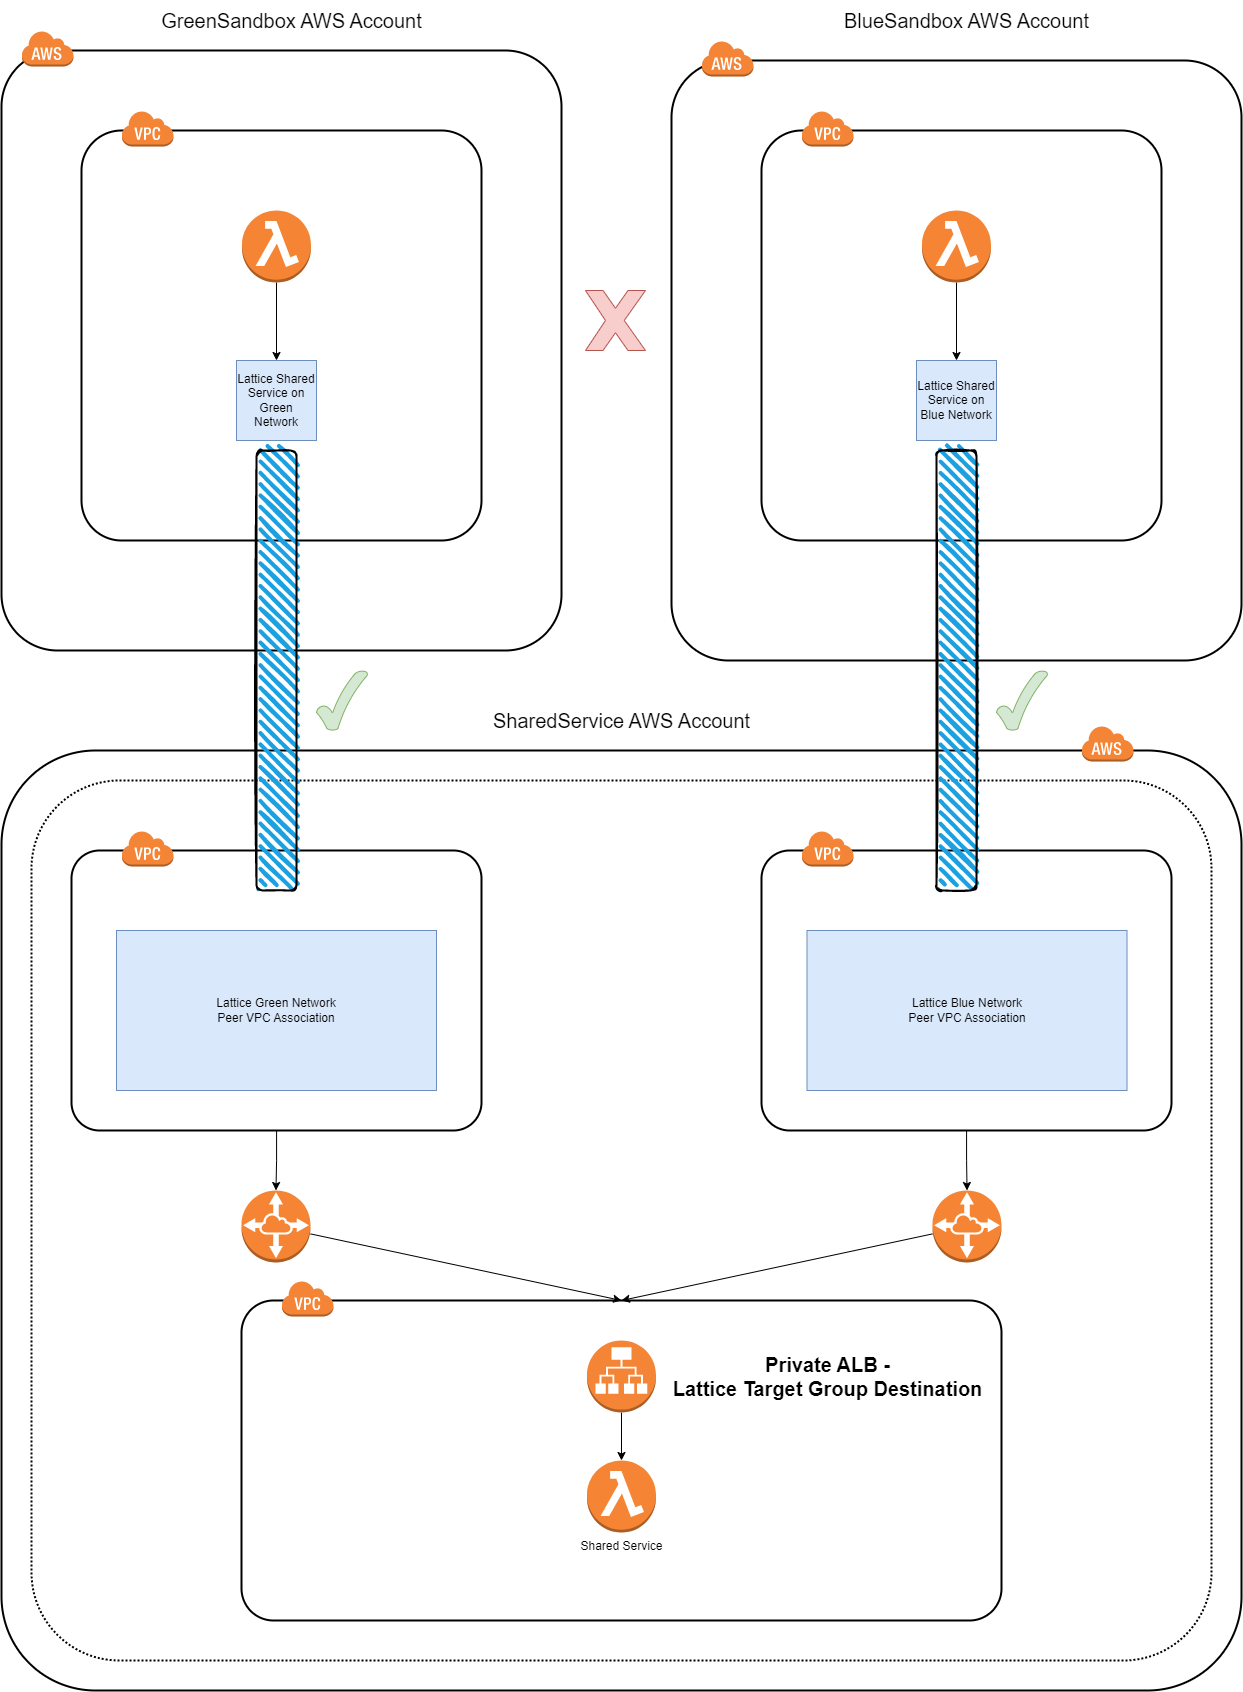 GreenSandbox AWS Account
BlueSandbox AWS Account
AWS
AWS
VPC
VPC
Lattice Shared
Service on
Green
Network
Lattice Shared
Service on
Blue Network
X
SharedService AWS Account
AWS
VPC
VPC
Lattice Green Network
Peer VPC Association
Lattice Blue Network
Peer VPC Association
VPC
Private ALB -
Lattice Target Group Destination
Shared Service